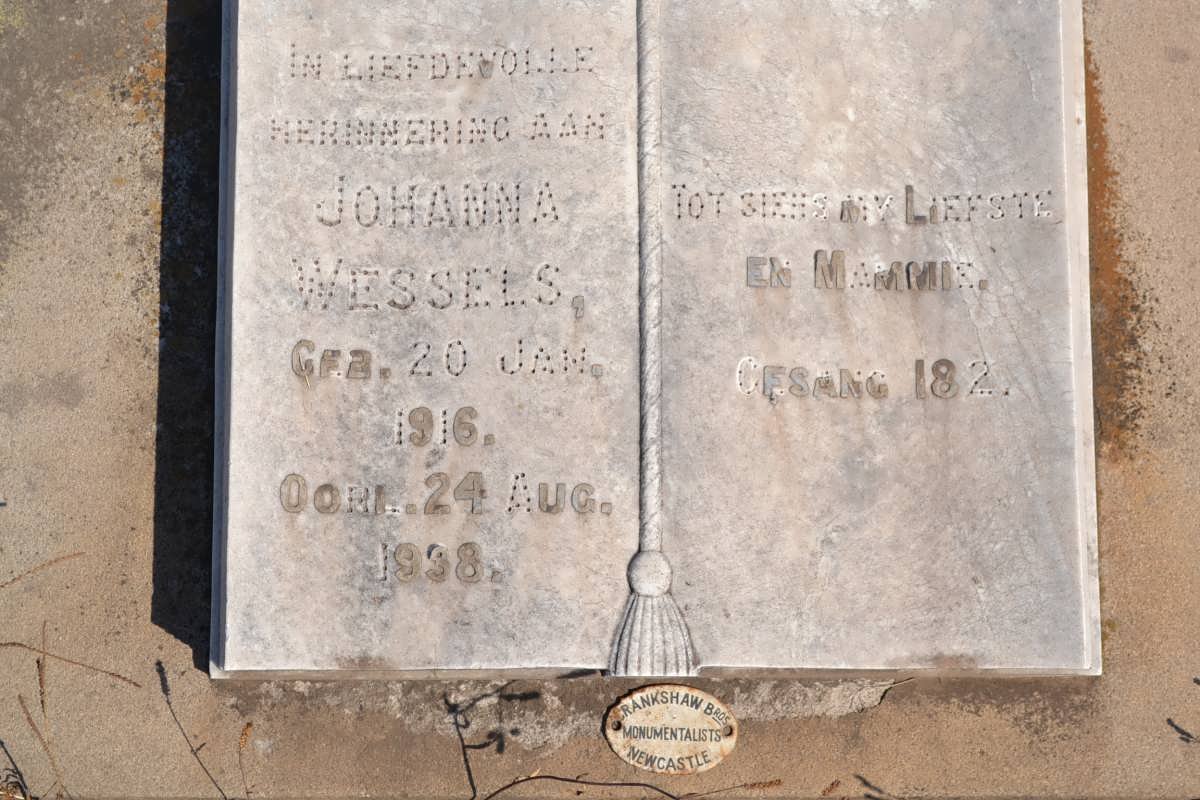 IN LIEFDEVOLLE
HERINNERING AAN
JOHANNA
WESSELS,
GEB. 20 JAN.
1916.
OORL. 24 AUG.
1938.
TOT SIENS MY LIEFSTE
EN MAMMIE.
GESANG 182.
CRANKSHAW BROS.
MONUMENTALISTS
NEWCASTLE